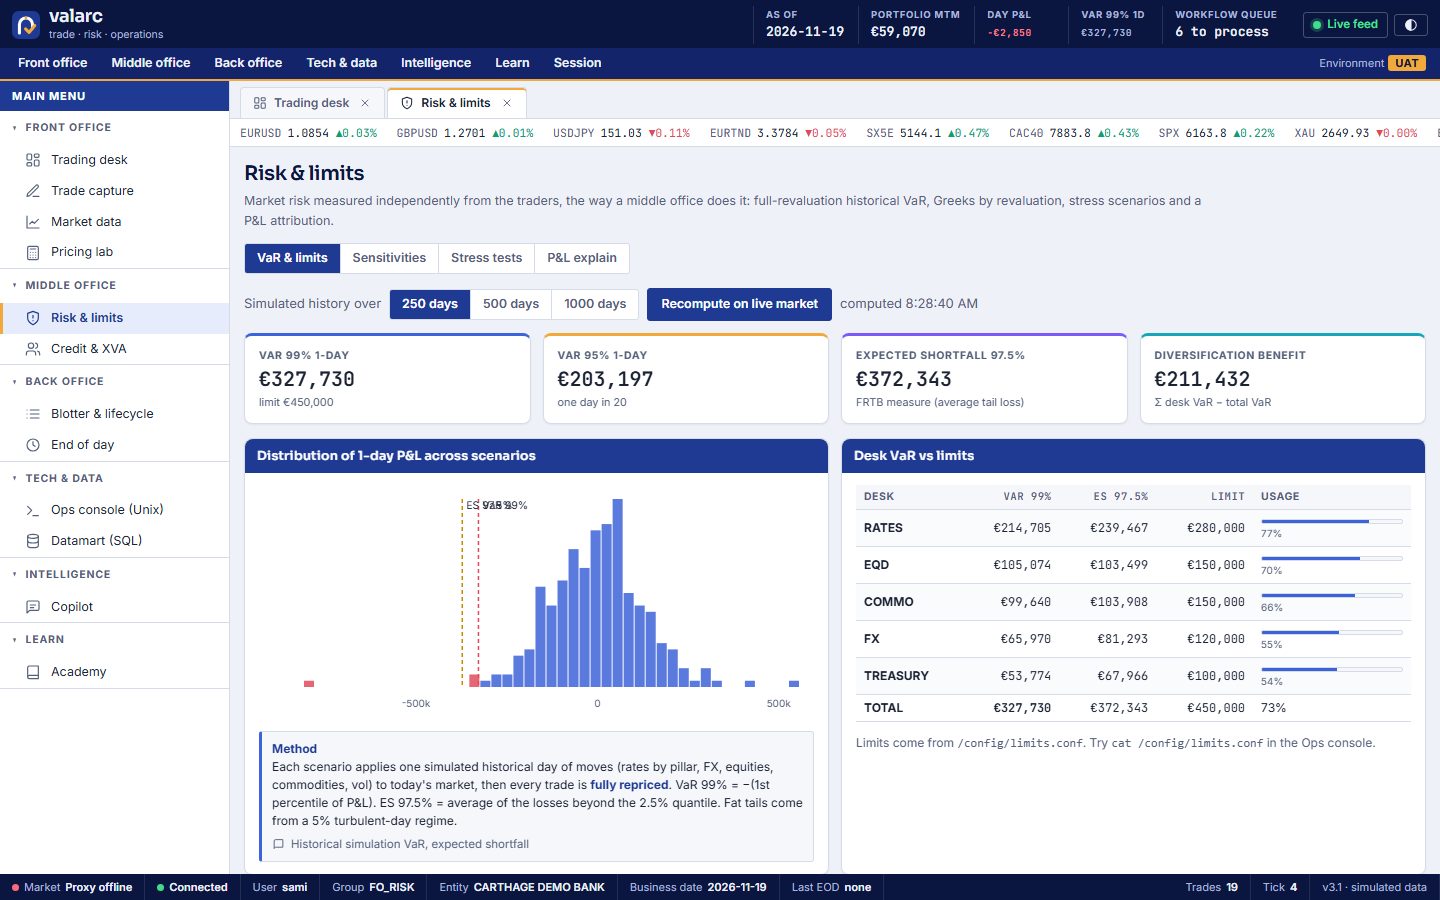 valarc
trade · risk · operations
AS OF
2026-11-19
PORTFOLIO MTM
€59,070
DAY P&L
-€2,850
VAR 99% 1D
€327,730
WORKFLOW QUEUE
6 to process
Live feed
Front office Middle office Back office Tech & data Intelligence Learn Session
Environment UAT
MAIN MENU
FRONT OFFICE
Trading desk
Trade capture
Market data
Pricing lab
MIDDLE OFFICE
Risk & limits
Credit & XVA
BACK OFFICE
Blotter & lifecycle
End of day
TECH & DATA
Ops console (Unix)
Datamart (SQL)
INTELLIGENCE
Copilot
LEARN
Academy
Trading desk × Risk & limits ×
EURUSD 1.0854 ▲0.03% GBPUSD 1.2701 ▲0.01% USDJPY 151.03 ▼0.11% EURTND 3.3784 ▼0.05% SX5E 5144.1 ▲0.47% CAC40 7883.8 ▲0.43% SPX 6163.8 ▲0.22% XAU 2649.93 ▼0.00%
Risk & limits
Market risk measured independently from the traders, the way a middle office does it: full-revaluation historical VaR, Greeks by revaluation, stress scenarios and a
P&L attribution.
VaR & limits Sensitivities Stress tests P&L explain
Simulated history over 250 days 500 days 1000 days Recompute on live market computed 8:28:40 AM
VAR 99% 1-DAY
€327,730
limit €450,000
VAR 95% 1-DAY
€203,197
one day in 20
EXPECTED SHORTFALL 97.5%
€372,343
FRTB measure (average tail loss)
DIVERSIFICATION BENEFIT
€211,432
Σ desk VaR − total VaR
Distribution of 1-day P&L across scenarios
ES 97.5%
VaR 99%
-500k 0 500k
Method
Each scenario applies one simulated historical day of moves (rates by pillar, FX, equities,
commodities, vol) to today's market, then every trade is fully repriced. VaR 99% = −(1st
percentile of P&L). ES 97.5% = average of the losses beyond the 2.5% quantile. Fat tails come
from a 5% turbulent-day regime.
Historical simulation VaR, expected shortfall
Desk VaR vs limits
DESK VAR 99% ES 97.5% LIMIT USAGE
RATES €214,705 €239,467 €280,000 77%
EQD €105,074 €103,499 €150,000 70%
COMMO €99,640 €103,908 €150,000 66%
FX €65,970 €81,293 €120,000 55%
TREASURY €53,774 €67,966 €100,000 54%
TOTAL €327,730 €372,343 €450,000 73%
Limits come from /config/limits.conf. Try cat /config/limits.conf in the Ops console.
Market Proxy offline Connected User sami Group FO_RISK Entity CARTHAGE DEMO BANK Business date 2026-11-19 Last EOD none Trades 19 Tick 4 v3.1 · simulated data